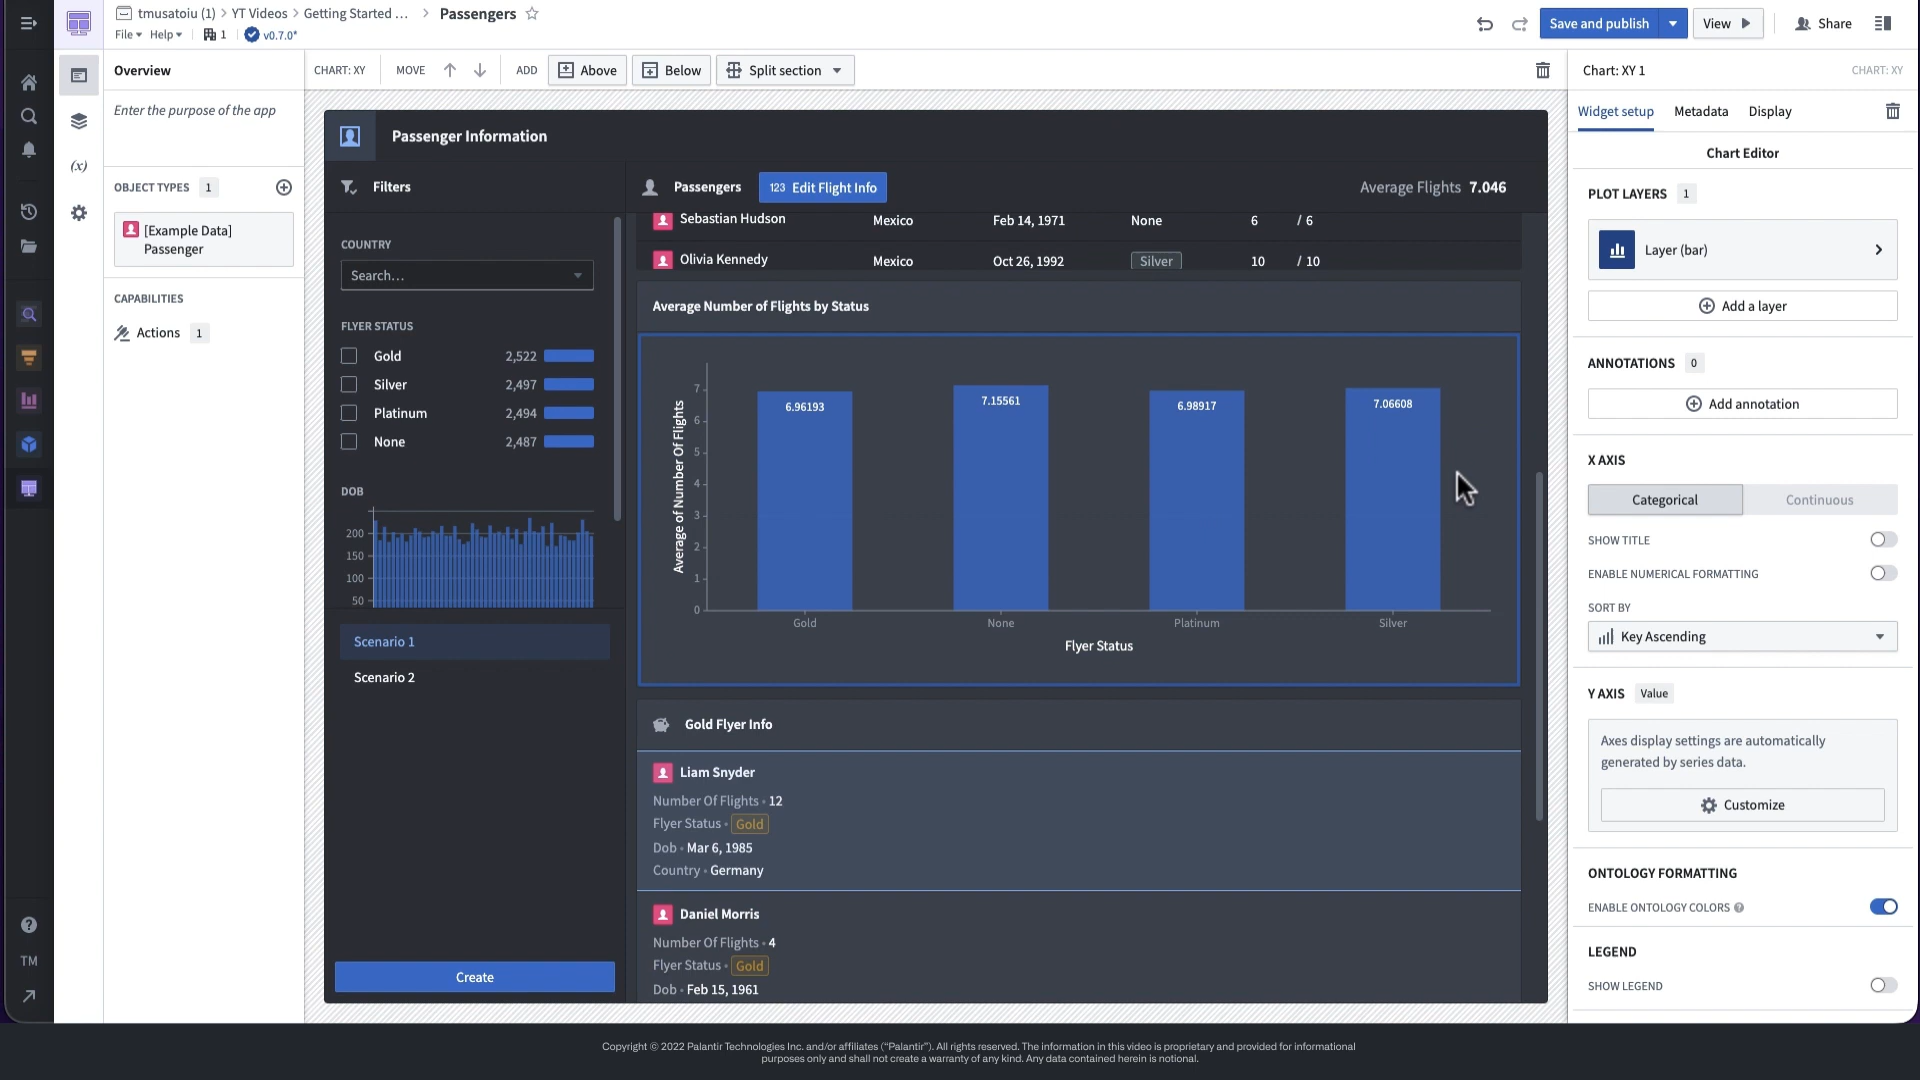 tmusatoiu (1) > YT Videos > Getting Started ... > Passengers
File Help 1 v0.7.0*
Save and publish
View
Share
Overview
Enter the purpose of the app
OBJECT TYPES 1
[Example Data]
Passenger
CAPABILITIES
Actions 1
(x)
TM
CHART: XY
MOVE
ADD
Above
Below
Split section
Passenger Information
Filters
COUNTRY
Search...
FLYER STATUS
Gold 2,522
Silver 2,497
Platinum 2,494
None 2,487
DOB
200
150
100
50
Scenario 1
Scenario 2
Create
Passengers
123 Edit Flight Info
Average Flights 7.046
Sebastian Hudson Mexico Feb 14, 1971 None 6 / 6
Olivia Kennedy Mexico Oct 26, 1992 Silver 10 / 10
Average Number of Flights by Status
Average of Number Of Flights
7
6
5
4
3
2
1
0
6.96193 7.15561 6.98917 7.06608
Gold None Platinum Silver
Flyer Status
Gold Flyer Info
Liam Snyder
Number Of Flights • 12
Flyer Status • Gold
Dob • Mar 6, 1985
Country • Germany
Daniel Morris
Number Of Flights • 4
Flyer Status • Gold
Dob • Feb 15, 1961
Chart: XY 1
CHART: XY
Widget setup
Metadata
Display
Chart Editor
PLOT LAYERS 1
Layer (bar)
Add a layer
ANNOTATIONS 0
Add annotation
X AXIS
Categorical
Continuous
SHOW TITLE
ENABLE NUMERICAL FORMATTING
SORT BY
Key Ascending
Y AXIS Value
Axes display settings are automatically
generated by series data.
Customize
ONTOLOGY FORMATTING
ENABLE ONTOLOGY COLORS
LEGEND
SHOW LEGEND
Copyright © 2022 Palantir Technologies Inc. and/or affiliates (“Palantir”). All rights reserved. The information in this video is proprietary and provided for informational
purposes only and shall not create a warranty of any kind. Any data contained herein is notional.